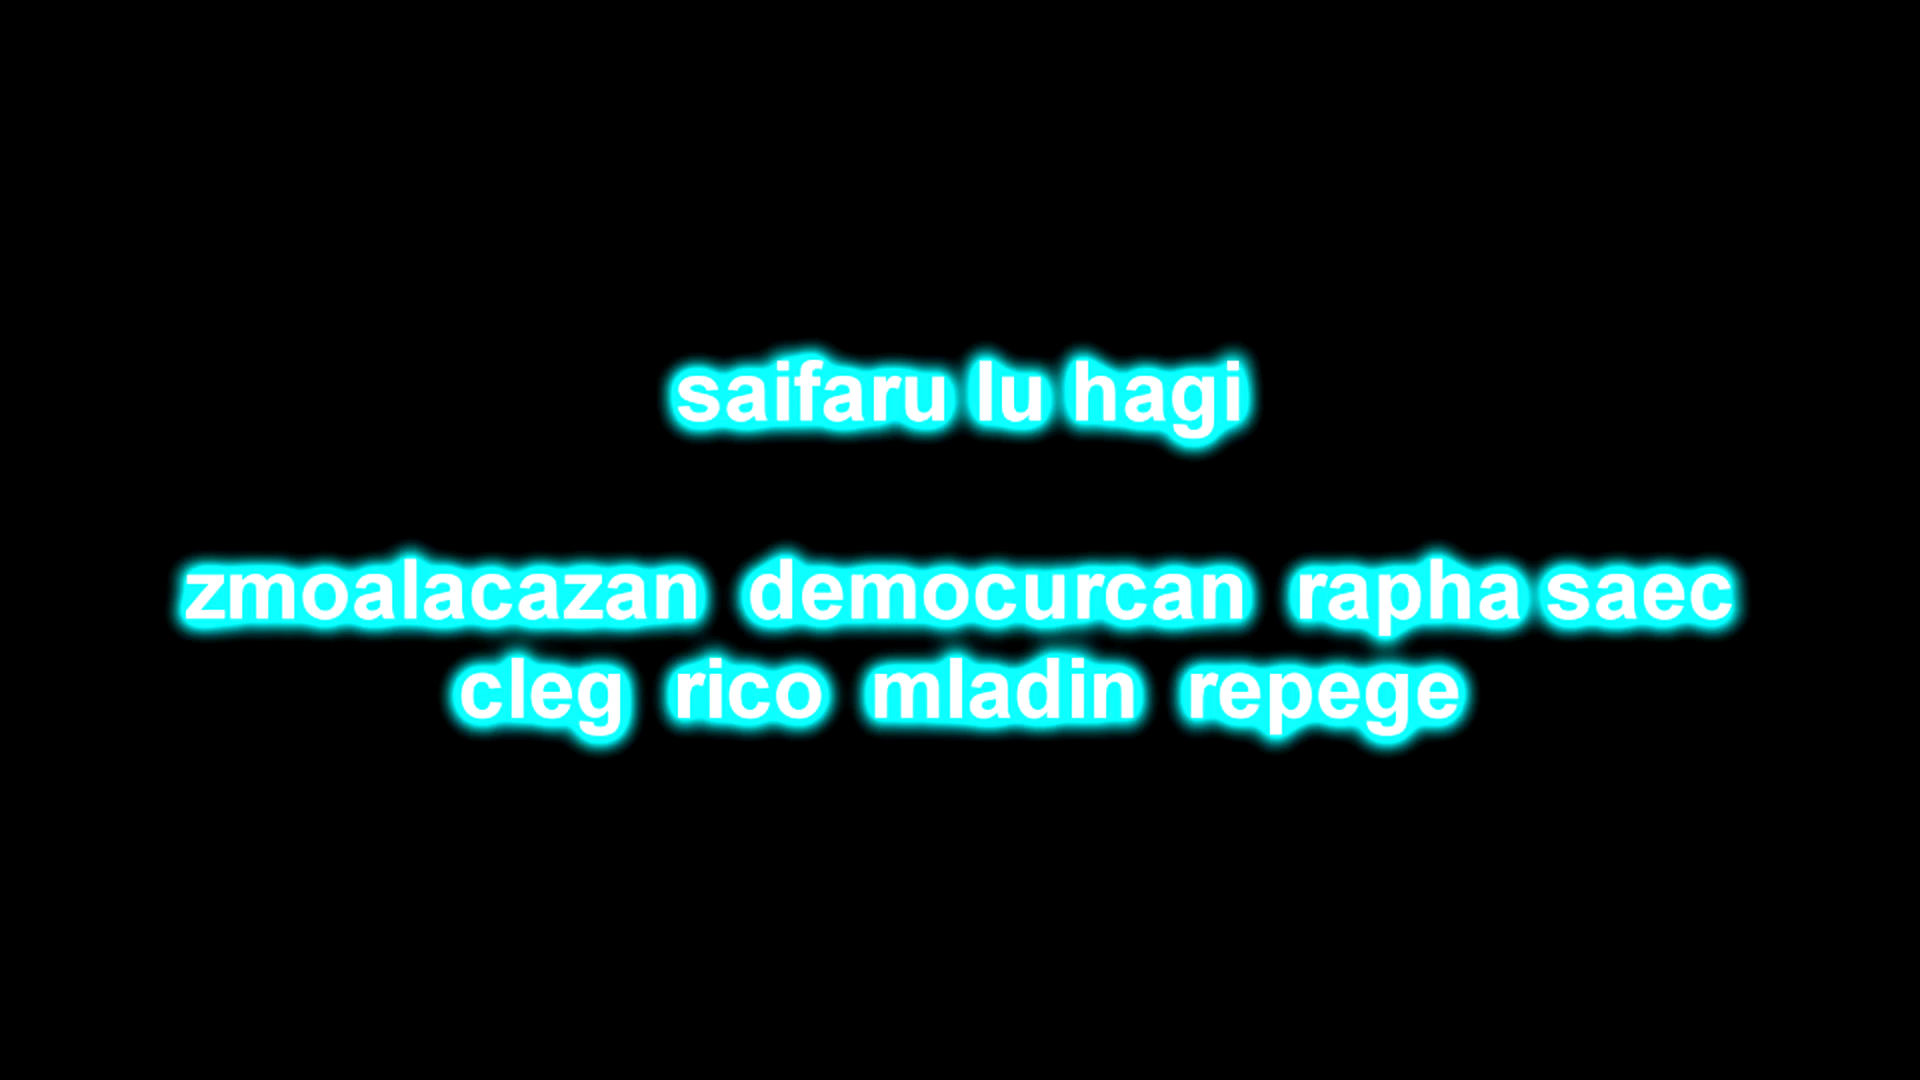 saifaru lu hagi
zmoalacazan  democurcan  rapha saec
cleg  rico  mladin  repege